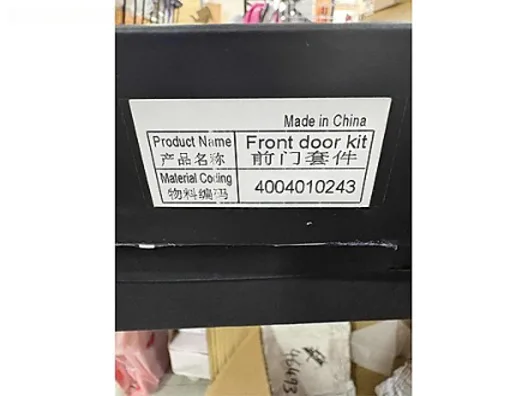 Made in China
Product Name Front door kit
产品名称 前门套件
Material Coding 4004010243
物料编码
46493